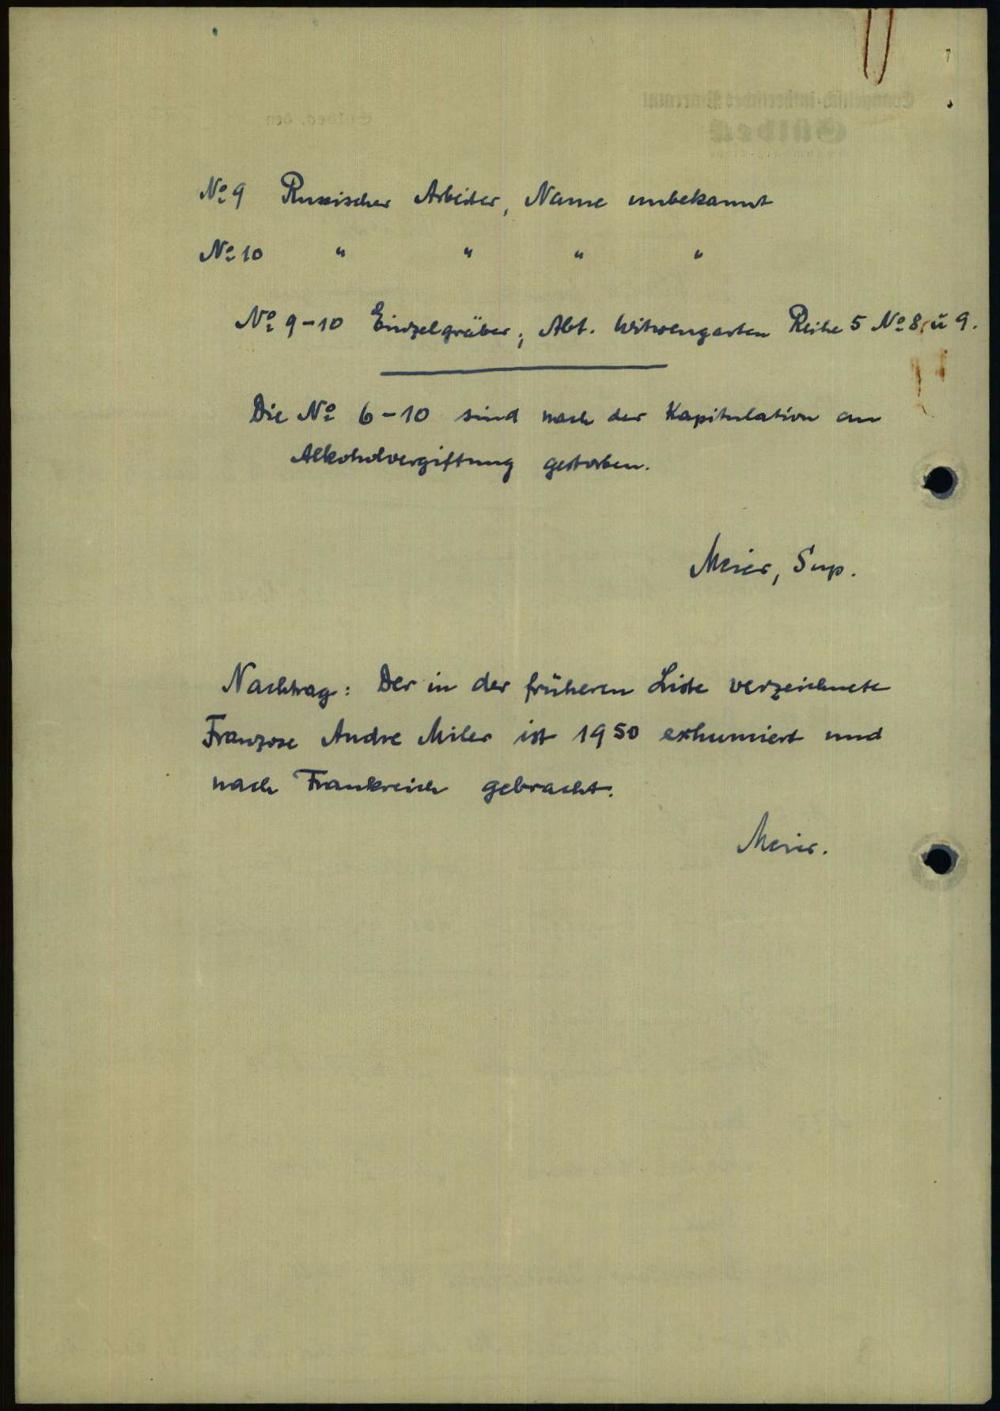 № 9 Russischer Arbeiter, Name unbekannt
№ 10 " " " "
№ 9-10 Einzelgräber, Abt. Witwengarten Reihe 5 № 8 u 9.
Die № 6-10 sind nach der Kapitulation an
Alkoholvergiftung gestorben.
Meier, Sup.
Nachtrag: Der in der früheren Liste verzeichnete
Franzose Andre Miler ist 1950 exhumiert und
nach Frankreich gebracht.
Meier.